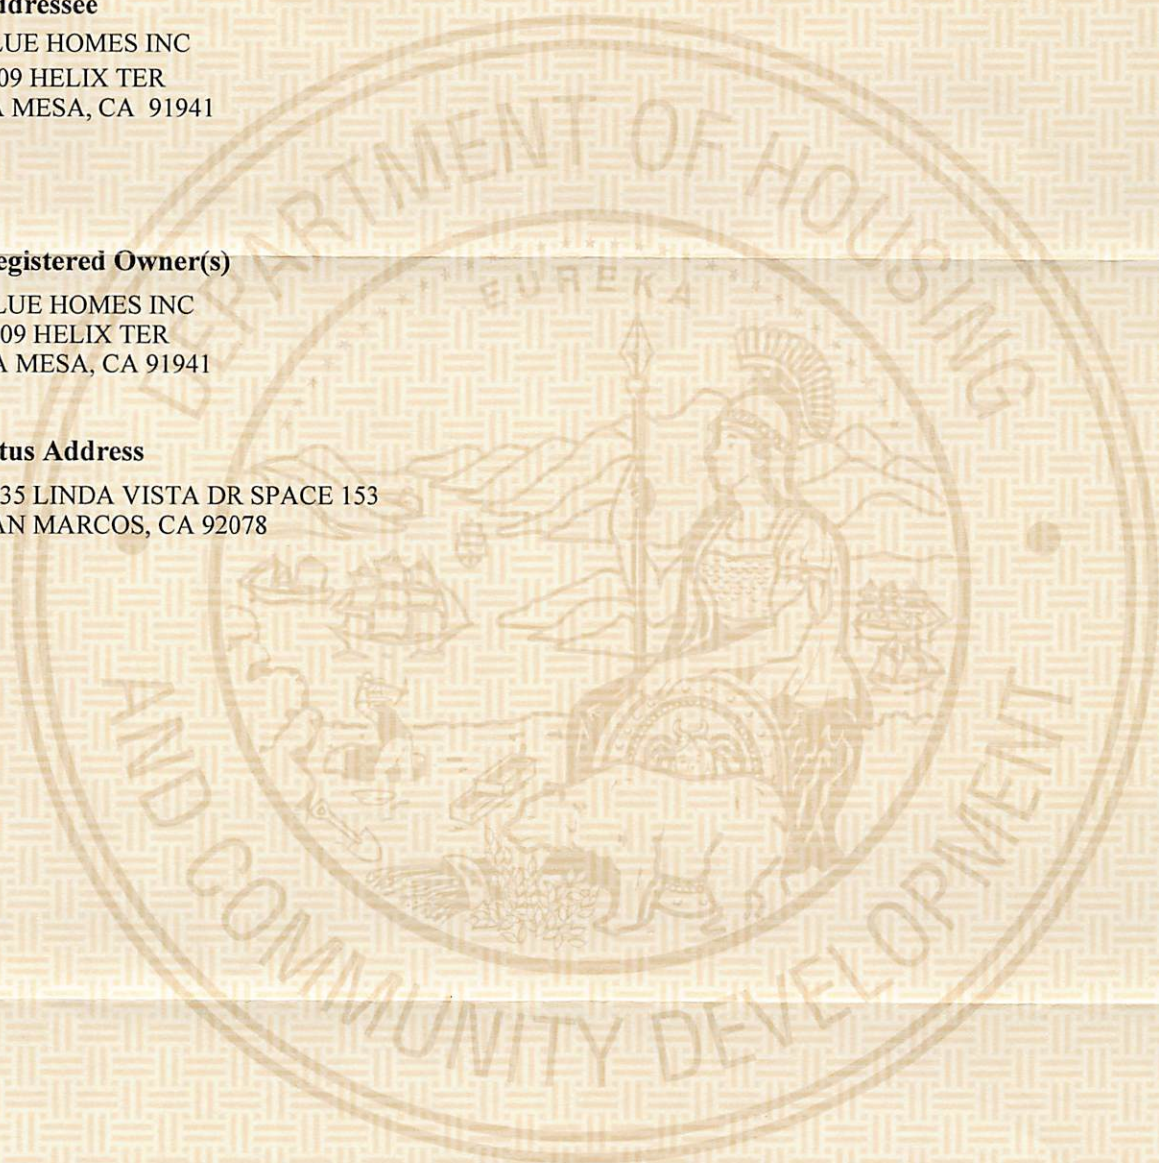 ddressee
LUE HOMES INC
09 HELIX TER
A MESA, CA 91941
egistered Owner(s)
LUE HOMES INC
09 HELIX TER
A MESA, CA 91941
tus Address
35 LINDA VISTA DR SPACE 153
AN MARCOS, CA 92078
DEPARTMENT OF HOUSING
AND COMMUNITY DEVELOPMENT
EUREKA